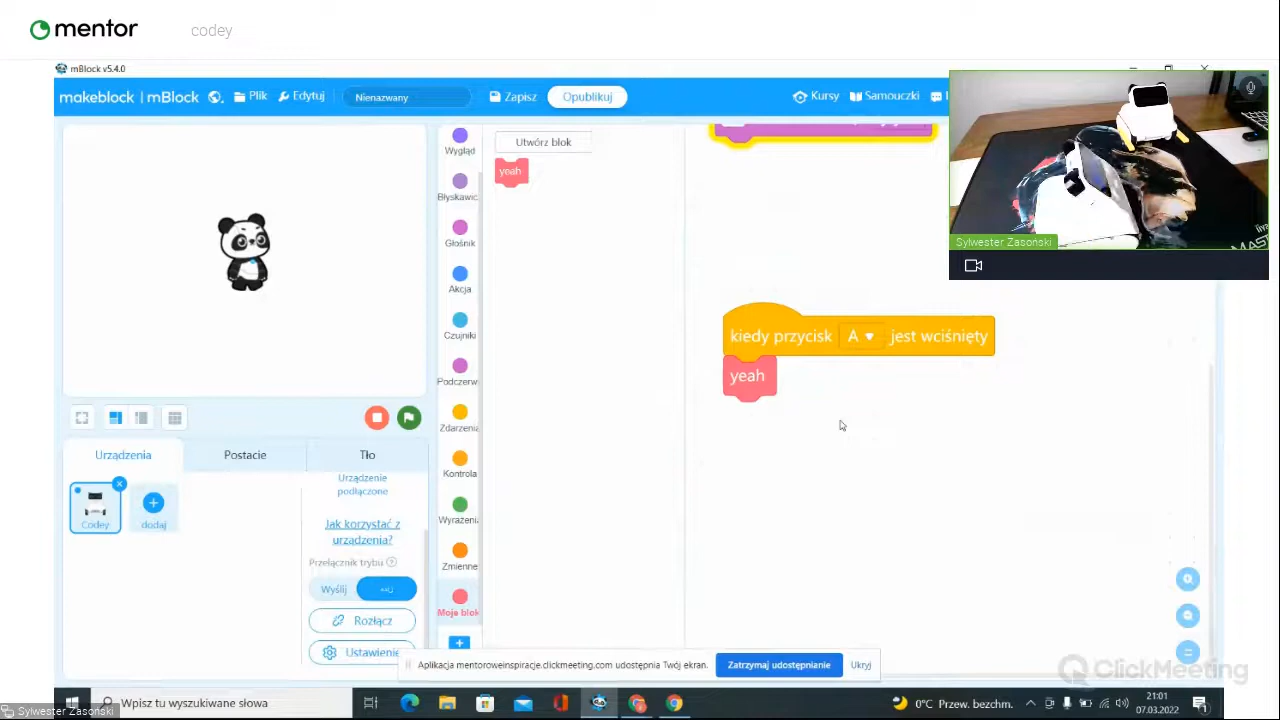 mentor
codey
mBlock v5.4.0
makeblock | mBlock
Plik
Edytuj
Nienazwany
Zapisz
Opublikuj
Kursy
Samouczki
Wygląd
Utwórz blok
yeah
Błyskawic
Głośnik
Sylwester Zasoński
Akcja
Czujniki
kiedy przycisk A jest wciśnięty
yeah
Podczerw
Zdarzenia
Urządzenia
Postacie
Tło
Kontrola
Urządzenie
podłączone
Codey
dodaj
Jak korzystać z
urządzenia?
Wyrażenia
Przełącznik trybu
Zmienne
Wyślij
Moje blok
Rozłącz
Ustawienie
Aplikacja mentoroweinspiracje.clickmeeting.com udostępnia Twój ekran.
Zatrzymaj udostępnianie
Ukryj
ClickMeeting
Wpisz tu wyszukiwane słowa
0°C Przew. bezchm.
21:01
07.03.2022
Sylwester Zasoński